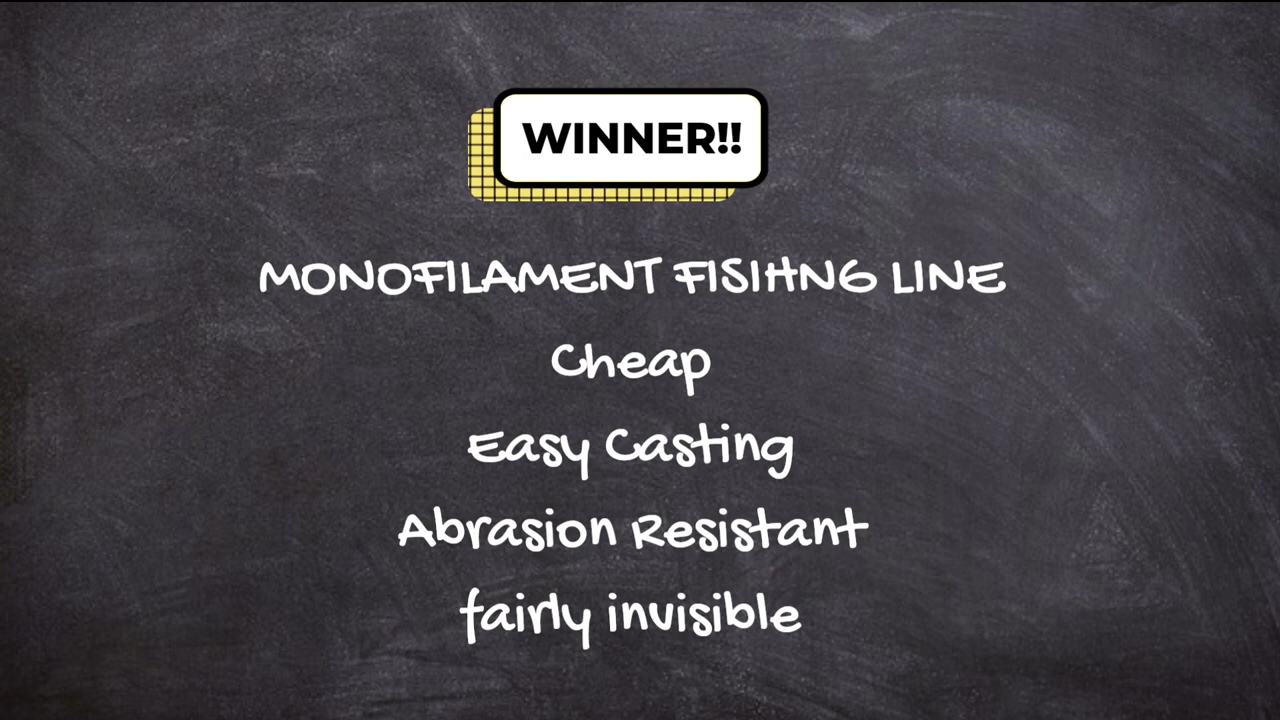 WINNER!!
MONOFILAMENT FISIHNG LINE
Cheap
Easy Casting
Abrasion Resistant
fairly invisible